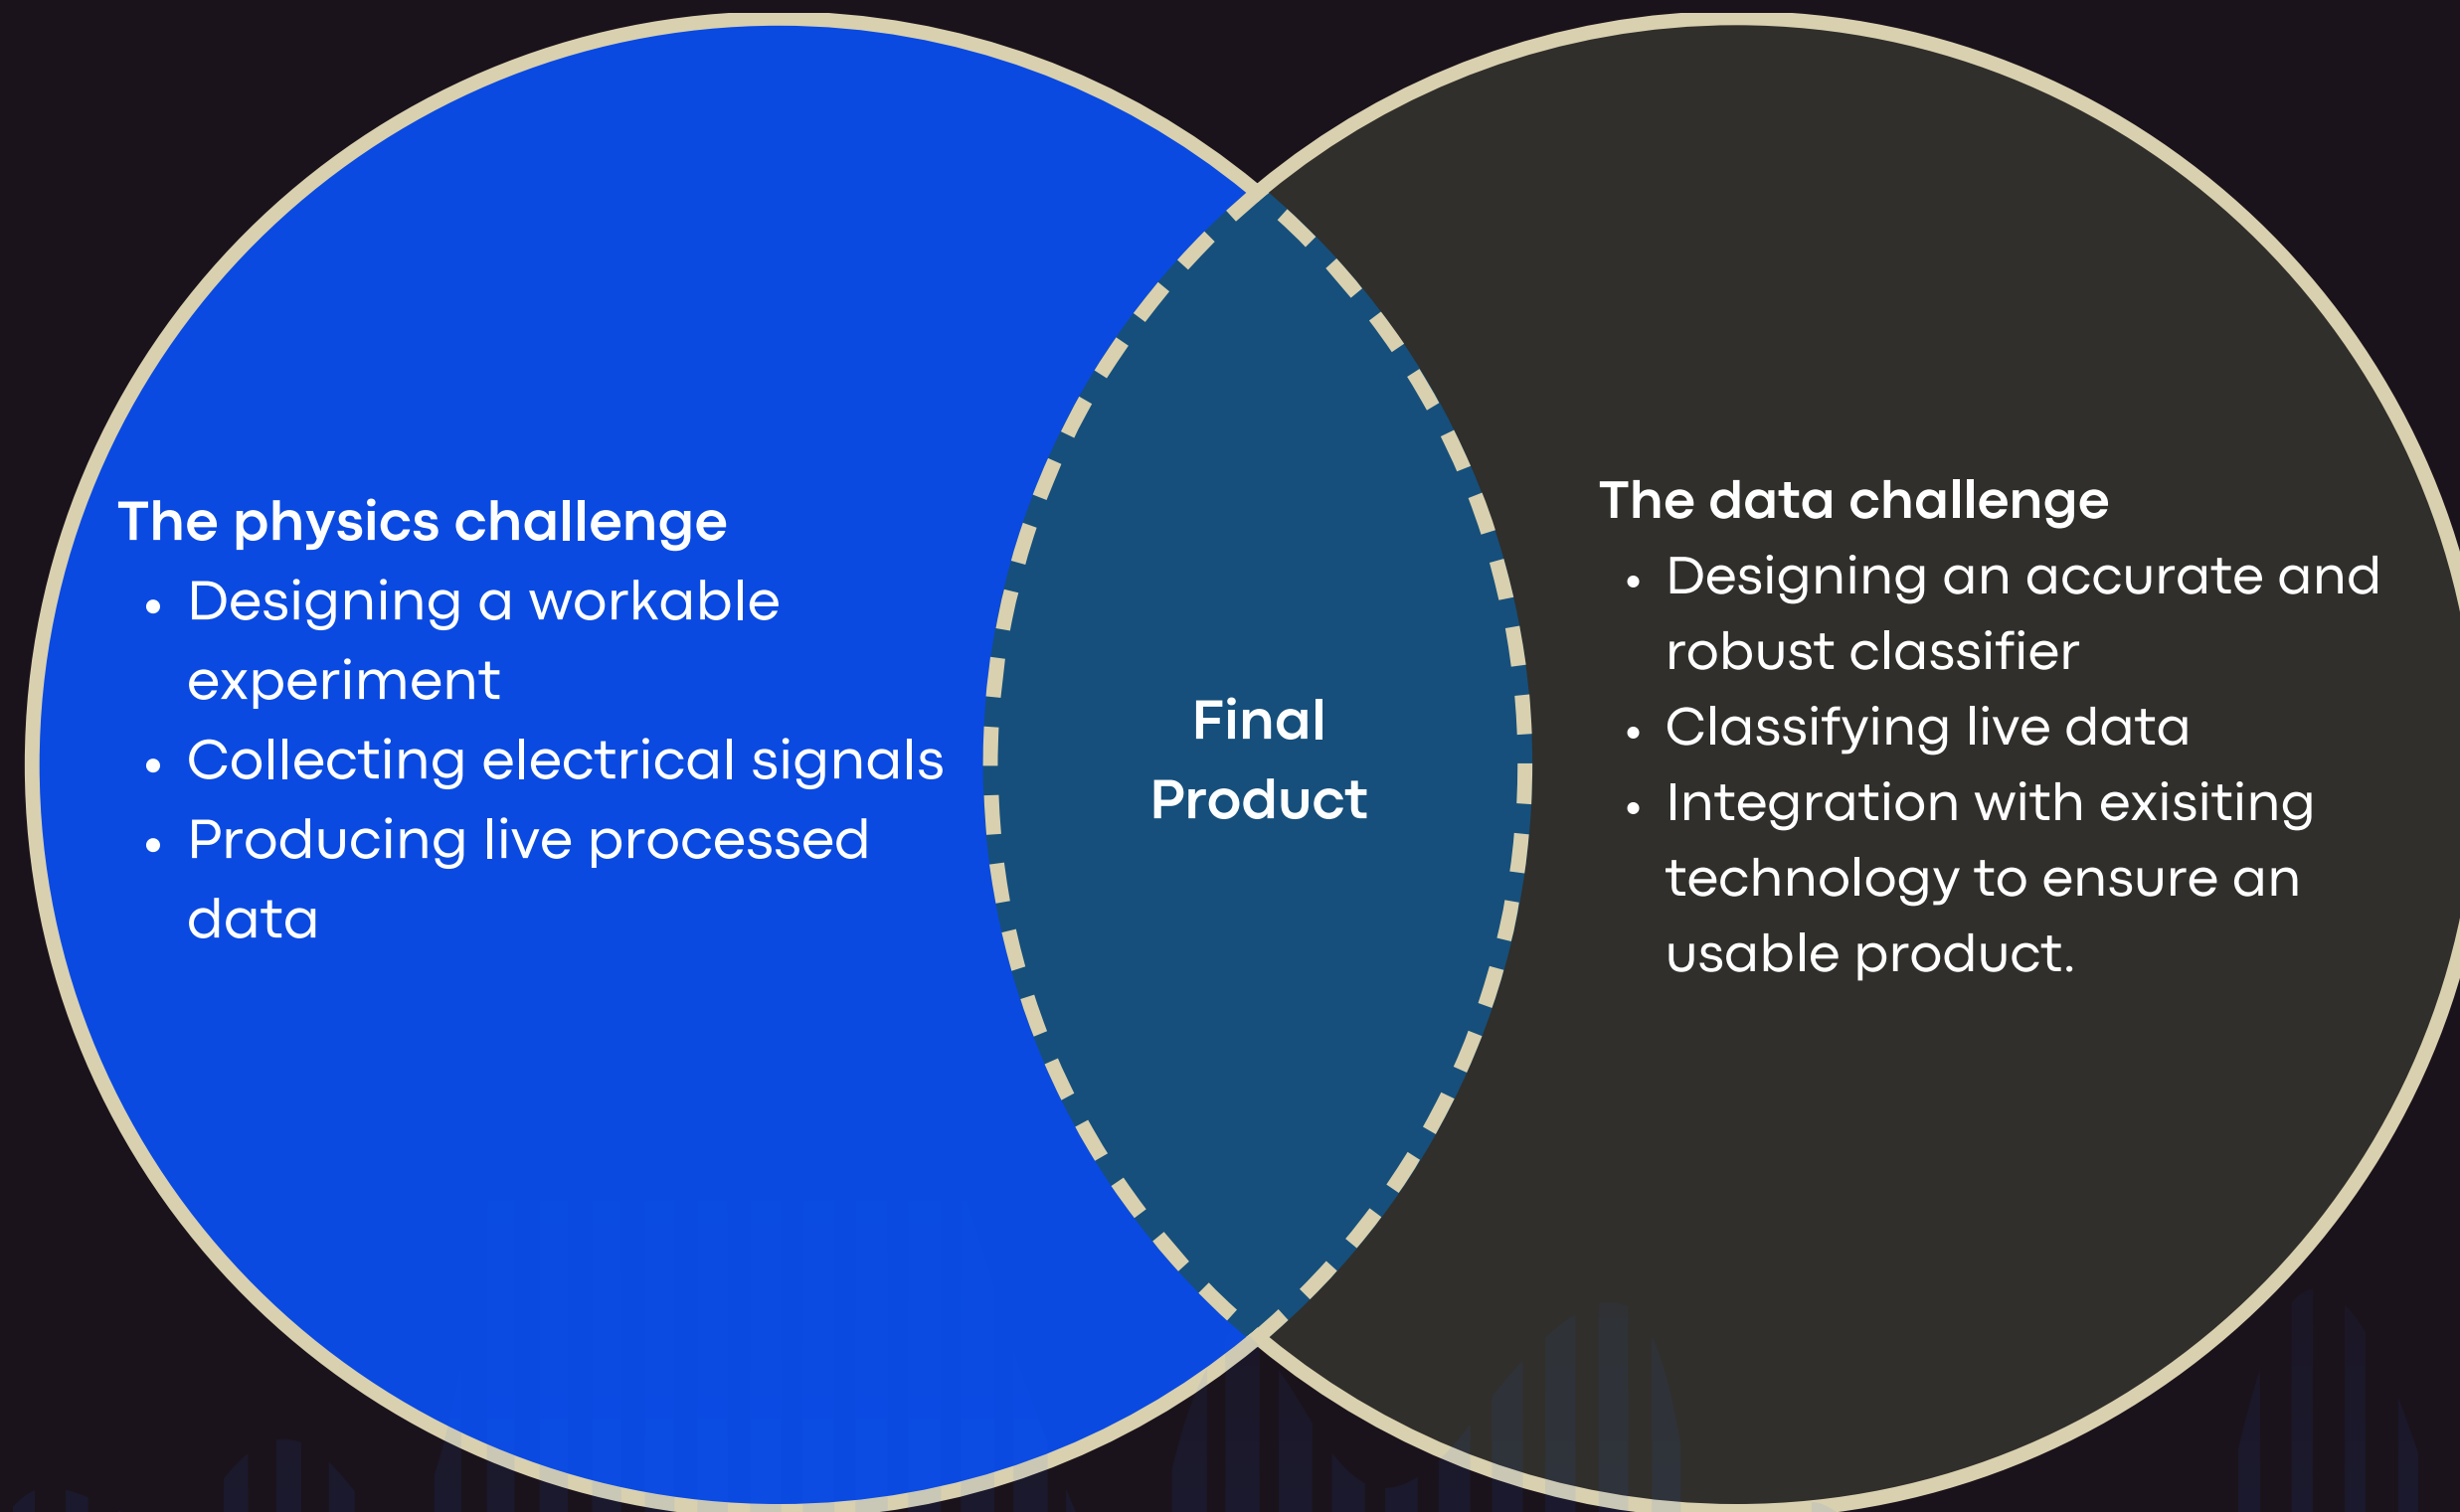 The physics challenge
• Designing a workable
experiment
• Collecting electrical signals
• Producing live processed
data
Final
Product
The data challenge
• Designing an accurate and
robust classifier
• Classifying live data
• Integration with exisiting
technology to ensure an
usable product.